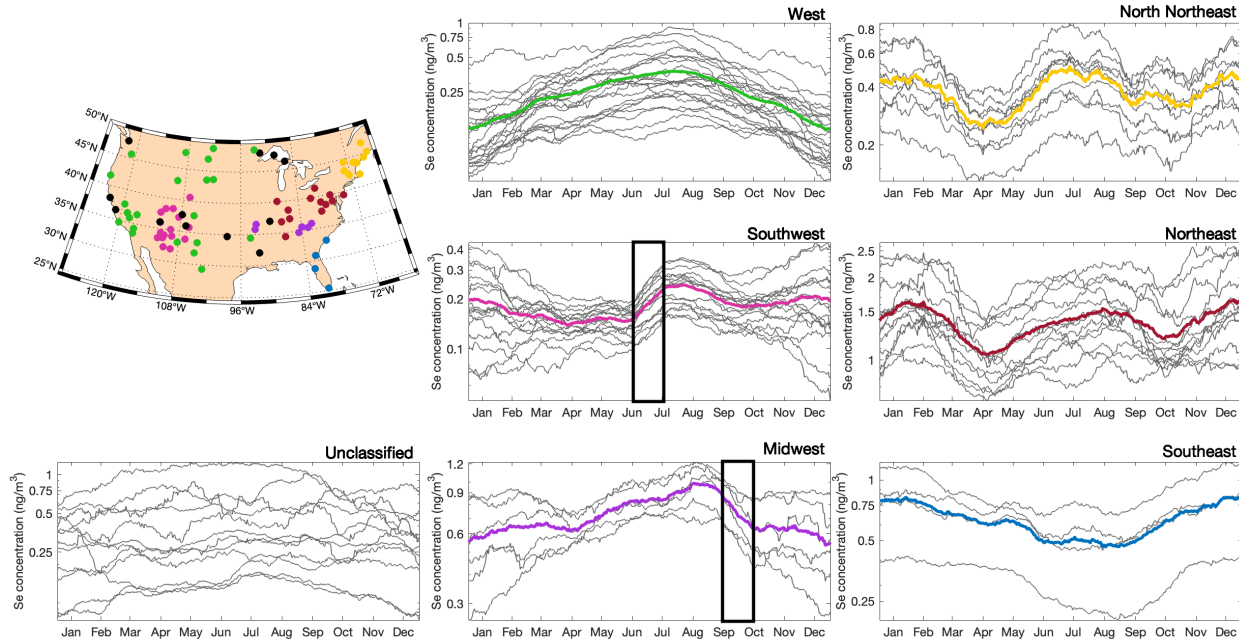 West
Se concentration (ng/m³)
1
0.75
0.5
0.25
Jan Feb Mar Apr May Jun Jul Aug Sep Oct Nov Dec
North Northeast
Se concentration (ng/m³)
0.8
0.6
0.4
0.2
Jan Feb Mar Apr May Jun Jul Aug Sep Oct Nov Dec
50°N
45°N
40°N
35°N
30°N
25°N
120°W
108°W
96°W
84°W
72°W
Southwest
Se concentration (ng/m³)
0.4
0.3
0.2
0.1
Jan Feb Mar Apr May Jun Jul Aug Sep Oct Nov Dec
Northeast
Se concentration (ng/m³)
2.5
2
1.5
1
Jan Feb Mar Apr May Jun Jul Aug Sep Oct Nov Dec
Unclassified
Se concentration (ng/m³)
1
0.75
0.5
0.25
Jan Feb Mar Apr May Jun Jul Aug Sep Oct Nov Dec
Midwest
Se concentration (ng/m³)
1.2
0.9
0.6
0.3
Jan Feb Mar Apr May Jun Jul Aug Sep Oct Nov Dec
Southeast
Se concentration (ng/m³)
1
0.75
0.5
0.25
Jan Feb Mar Apr May Jun Jul Aug Sep Oct Nov Dec